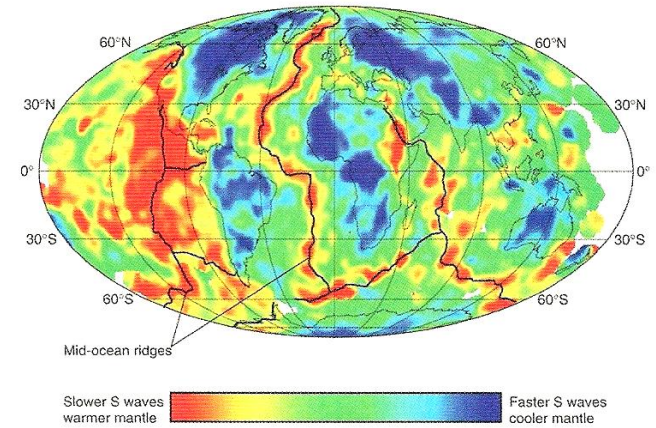 60°N
60°N
30°N
30°N
0°
0°
30°S
30°S
60°S
60°S
Mid-ocean ridges
Slower S waves
warmer mantle
Faster S waves
cooler mantle